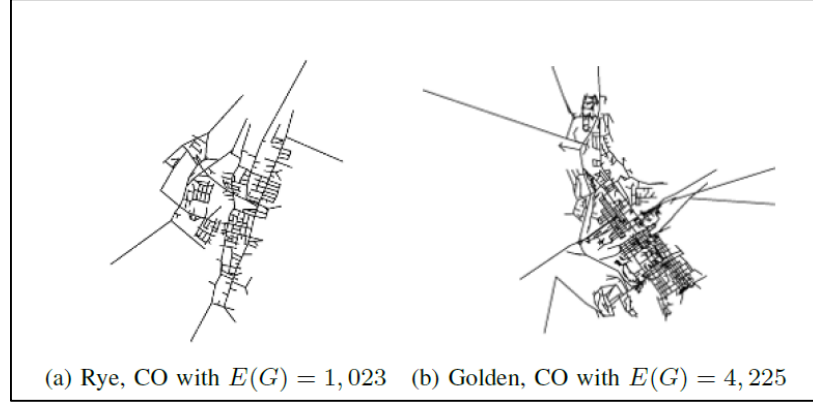 (a) Rye, CO with E(G) = 1, 023 (b) Golden, CO with E(G) = 4, 225